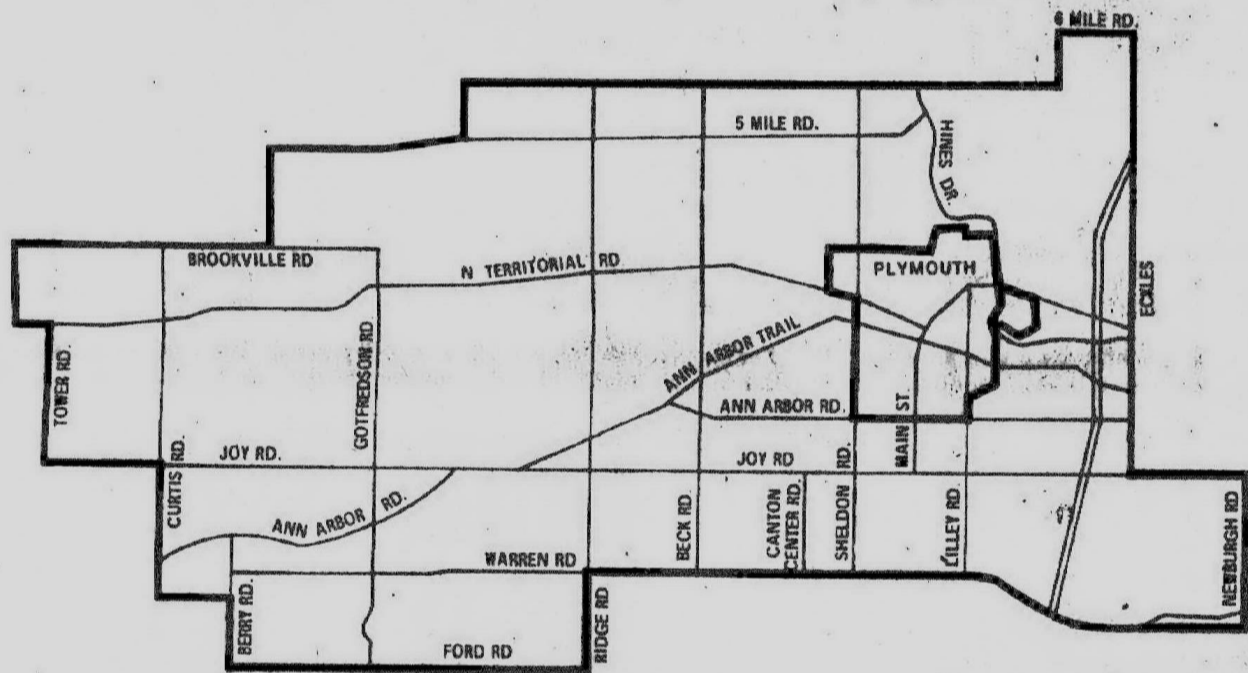 6 MILE RD.
5 MILE RD.
HINES DR.
BROOKVILLE RD
N TERRITORIAL RD
PLYMOUTH
ECKLES
TOWER RD.
GOTFREDSON RD
ANN ARBOR TRAIL
ANN ARBOR RD.
MAIN ST.
CURTIS RD.
JOY RD.
JOY RD
ANN ARBOR RD.
WARREN RD
BECK RD.
CANTON
CENTER RD.
SHELDON RD.
LILLEY RD.
NEWBURGH RD
BERRY RD.
FORD RD
RIDGE RD